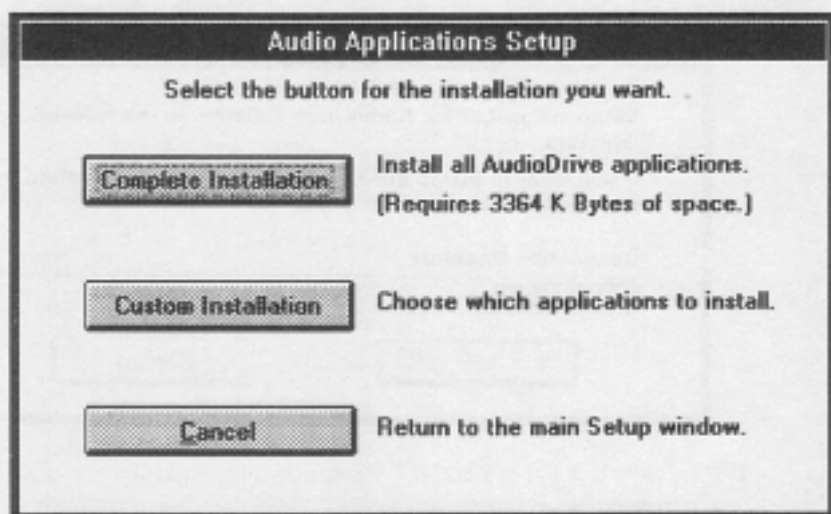 Audio Applications Setup
Select the button for the installation you want.
Complete Installation
Install all AudioDrive applications.
(Requires 3364 K Bytes of space.)
Custom Installation
Choose which applications to install.
Cancel
Return to the main Setup window.